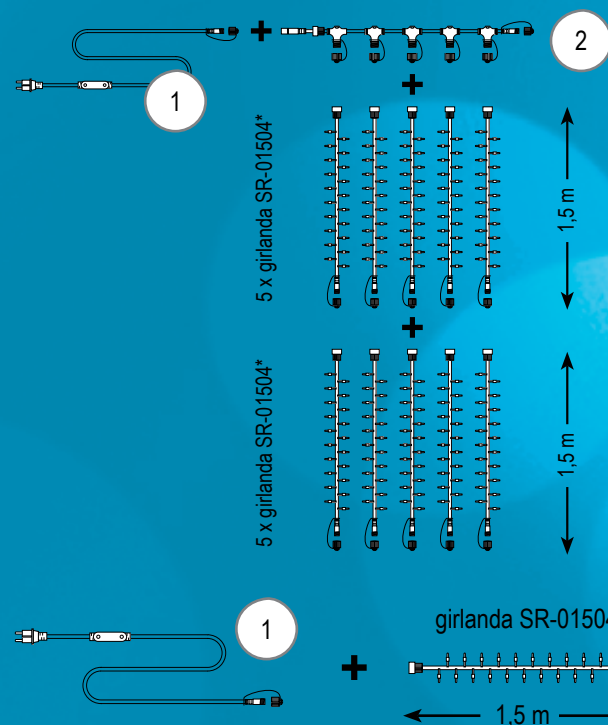 +
2
1
+
5 x girlanda SR-01504*
1,5 m
+
5 x girlanda SR-01504*
1,5 m
1
girlanda SR-01504
+
1,5 m